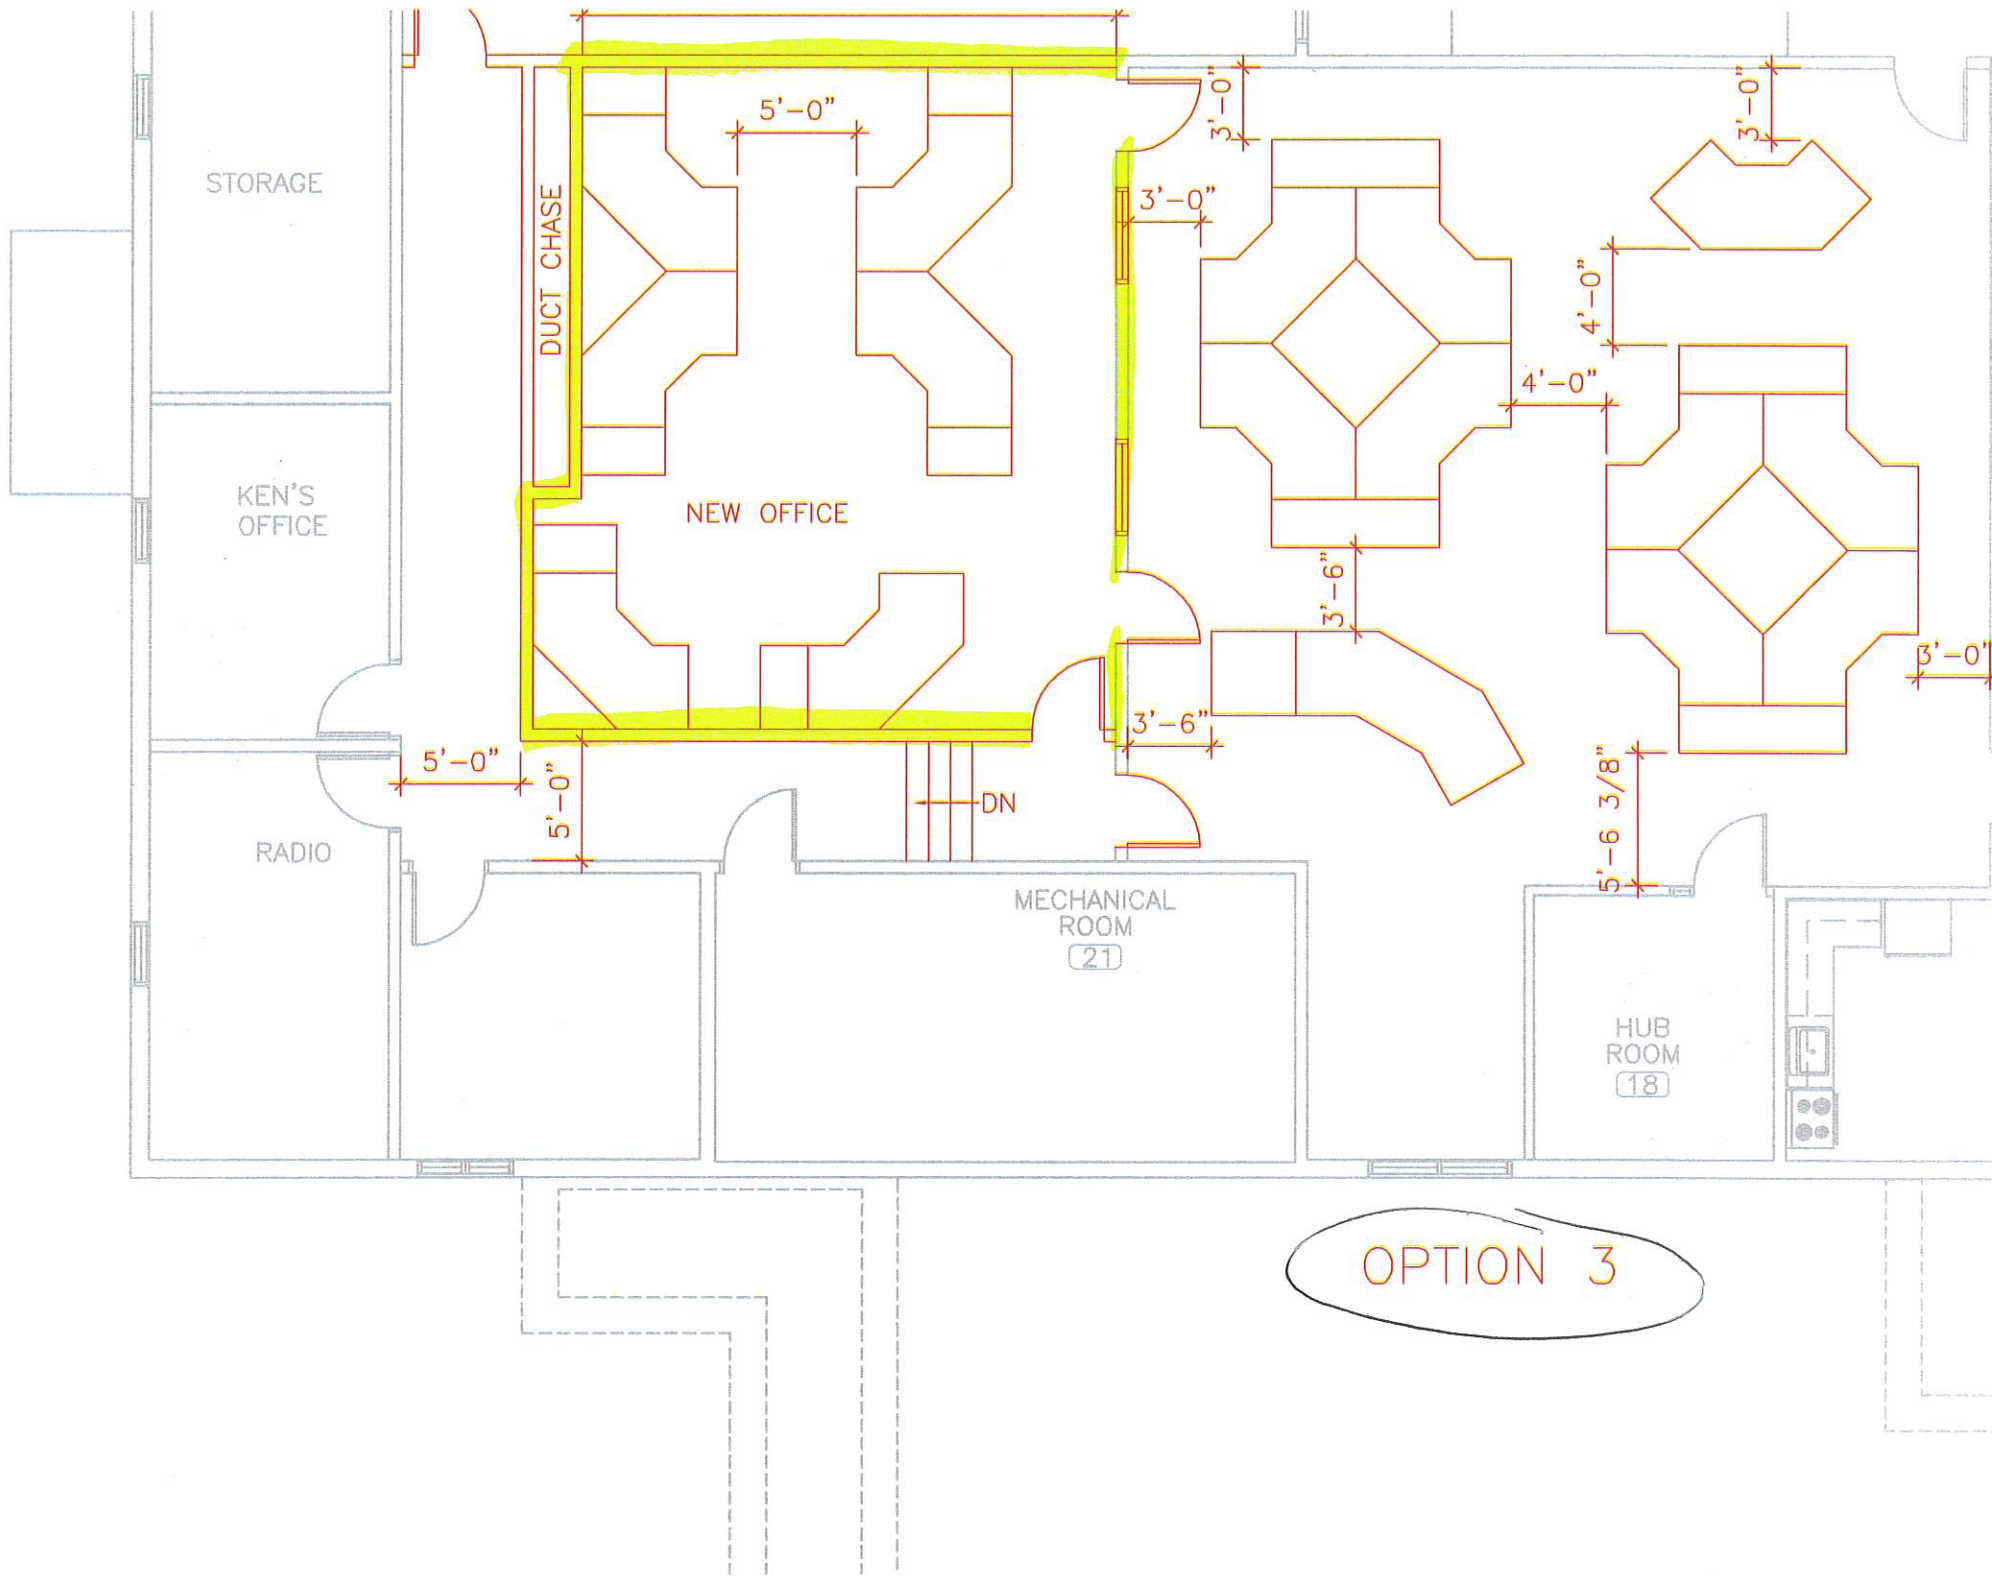 5'-0"
3'-0"
3'-0"
STORAGE
DUCT CHASE
3'-0"
4'-0"
4'-0"
KEN'S
OFFICE
NEW OFFICE
3'-6"
3'-0"
3'-6"
5'-0"
5'-0"
DN
5'-6 3/8"
RADIO
MECHANICAL
ROOM
21
HUB
ROOM
18
OPTION 3